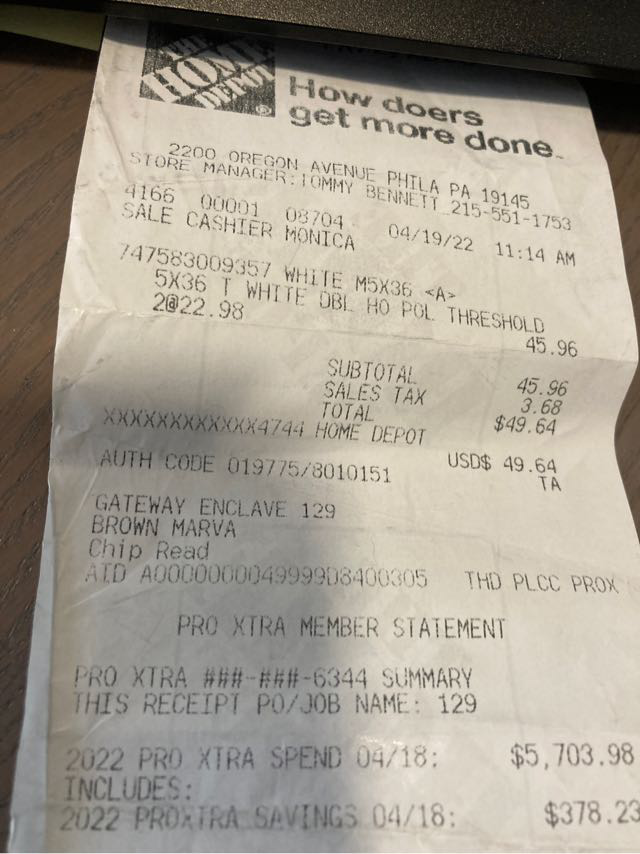 THE
HOME
DEPOT
How doers
get more done.
2200 OREGON AVENUE PHILA PA 19145
STORE MANAGER:TOMMY BENNETT 215-551-1753
4166 00001 08704 04/19/22 11:14 AM
SALE CASHIER MONICA
747583009357 WHITE M5X36 <A>
5X36 T WHITE DBL HO POL THRESHOLD
2@22.98 45.96
SUBTOTAL 45.96
SALES TAX 3.68
TOTAL $49.64
XXXXXXXXXXXX4744 HOME DEPOT
USD$ 49.64
AUTH CODE 019775/8010151 TA
GATEWAY ENCLAVE 129
BROWN MARVA
Chip Read
AID A0000000049999D8400305 THD PLCC PROX
PRO XTRA MEMBER STATEMENT
PRO XTRA ###-###-6344 SUMMARY
THIS RECEIPT PO/JOB NAME: 129
2022 PRO XTRA SPEND 04/18: $5,703.98
INCLUDES:
2022 PROXTRA SAVINGS 04/18: $378.23